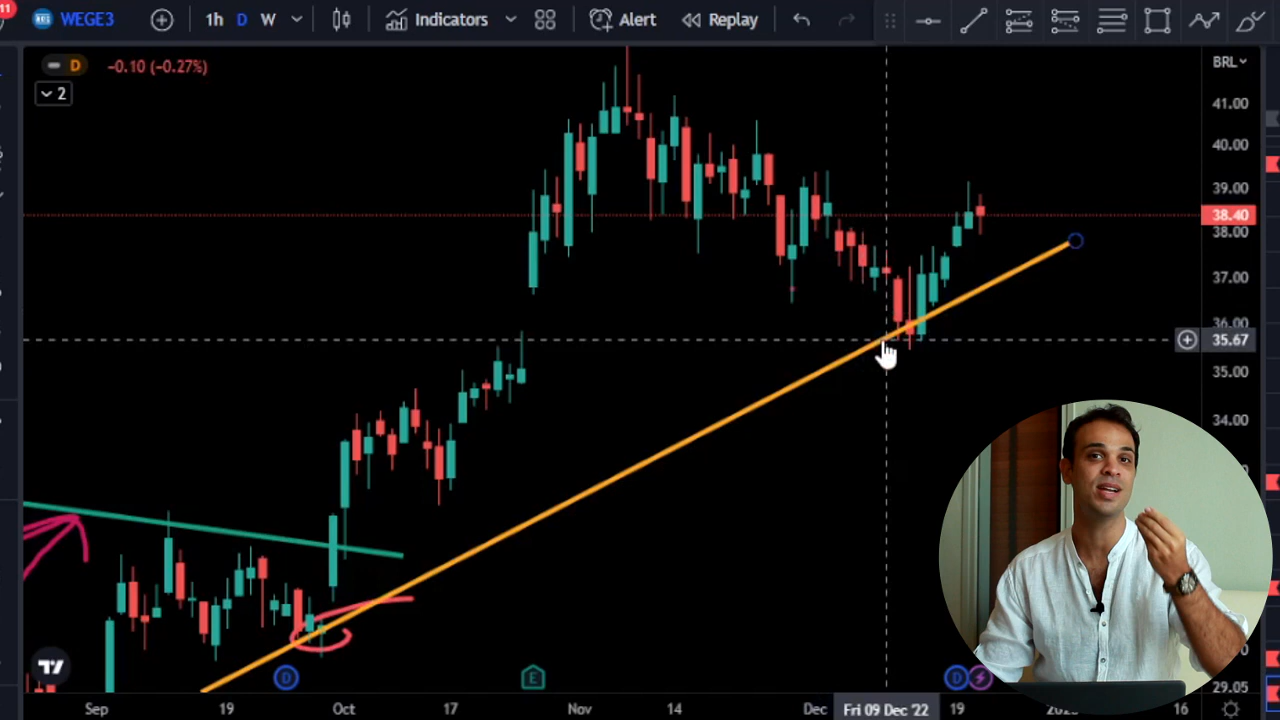 11
WEGE3
1h D W
Indicators
Alert
Replay
D
−0.10 (−0.27%)
2
BRL
41.00
40.00
39.00
38.40
38.00
37.00
36.00
35.67
35.00
34.00
29.05
D
E
D
Sep
19
Oct
17
Nov
14
Dec
Fri 09 Dec '22
19
16